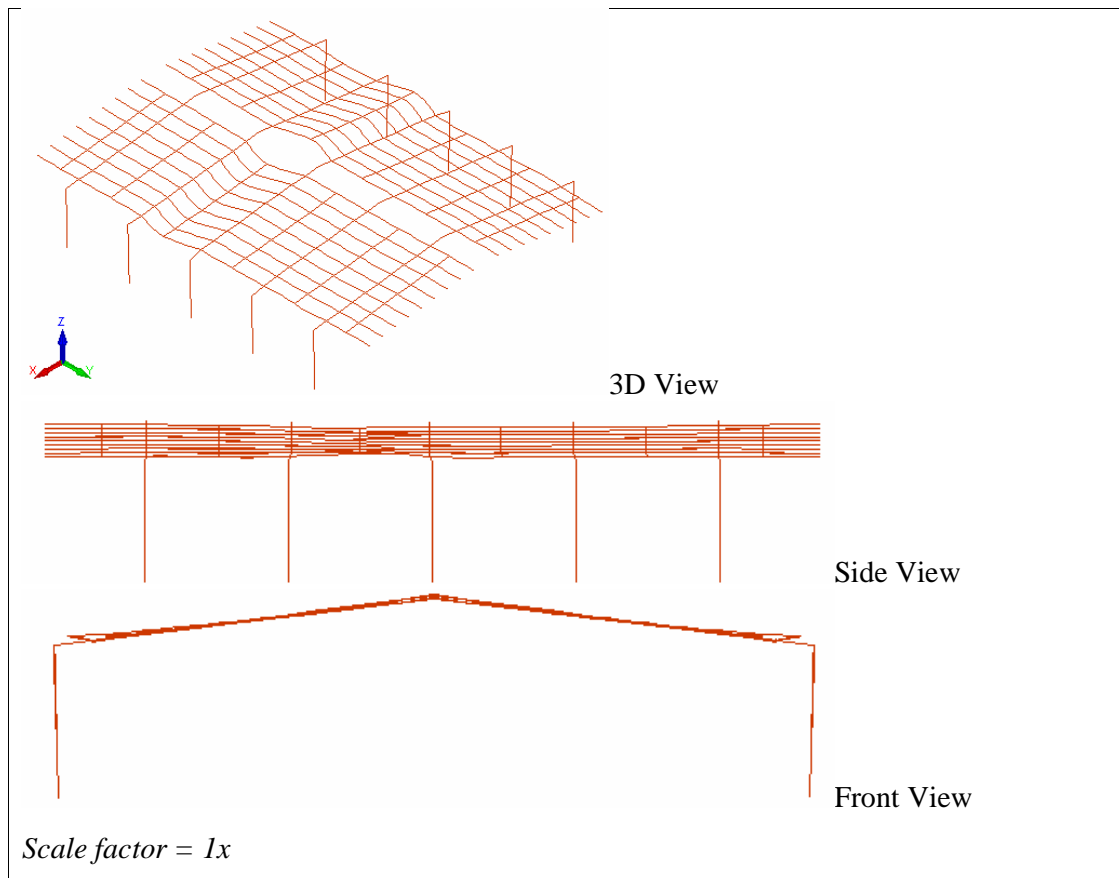 Z
X
Y
3D View
Side View
Front View
Scale factor = 1x